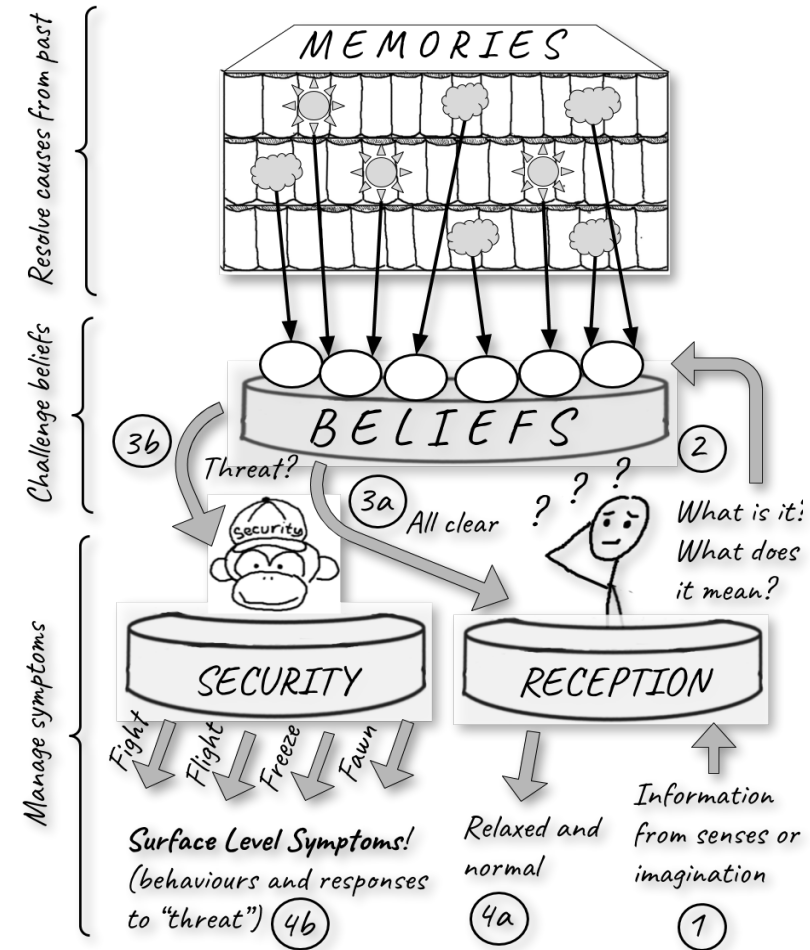 Resolve causes from past
MEMORIES
Challenge beliefs
BELIEFS
3b
Threat?
3a
All clear
2
? ? ?
What is it?
What does
it mean?
Security
Manage symptoms
SECURITY
RECEPTION
Fight
Flight
Freeze
Fawn
Surface Level Symptoms!
(behaviours and responses
to “threat”)
4b
Relaxed and
normal
4a
Information
from senses or
imagination
1